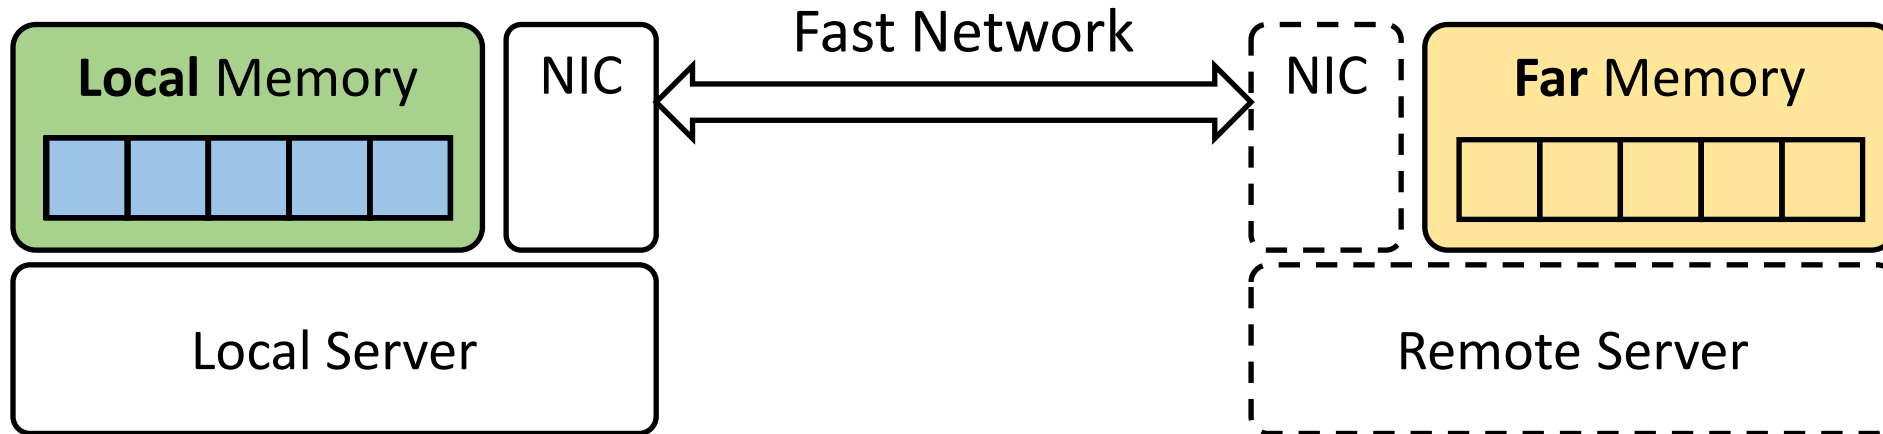 Fast Network
Local Memory
NIC
NIC
Far Memory
Local Server
Remote Server